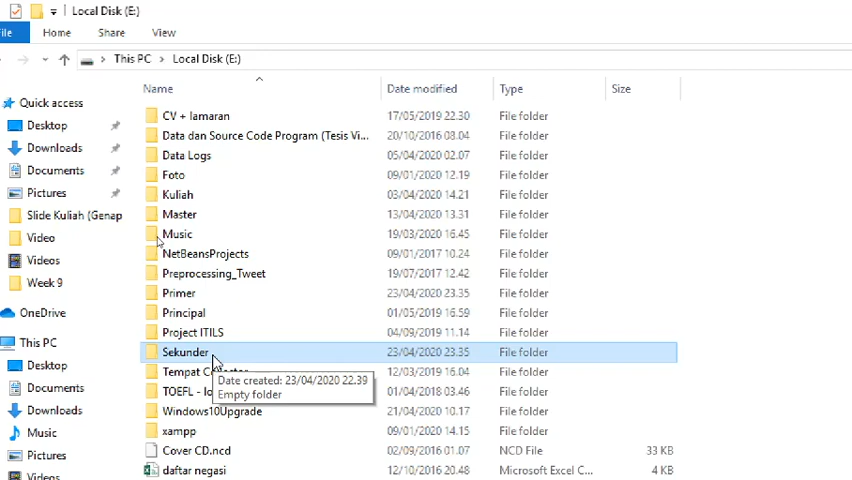 Local Disk (E:)
File Home Share View
This PC > Local Disk (E:)
Name Date modified Type Size
Quick access
Desktop
Downloads
Documents
Pictures
Slide Kuliah (Genap
Video
Videos
Week 9
OneDrive
This PC
Desktop
Documents
Downloads
Music
Pictures
Videos
CV + lamaran 17/05/2019 22.30 File folder
Data dan Source Code Program (Tesis Vi... 20/10/2016 08.04 File folder
Data Logs 05/04/2020 02.07 File folder
Foto 09/01/2020 12.19 File folder
Kuliah 03/04/2020 14.21 File folder
Master 13/04/2020 13.31 File folder
Music 19/03/2020 16.45 File folder
NetBeansProjects 09/01/2017 10.24 File folder
Preprocessing_Tweet 19/07/2017 12.42 File folder
Primer 23/04/2020 23.35 File folder
Principal 01/05/2019 16.59 File folder
Project ITILS 04/09/2019 11.14 File folder
Sekunder 23/04/2020 23.35 File folder
Tempat 12/03/2019 16.04 File folder
TOEFL - 01/04/2018 03.46 File folder
Date created: 23/04/2020 22.39
Empty folder
Windows10Upgrade 21/04/2020 10.17 File folder
xampp 09/01/2020 14.15 File folder
Cover CD.ncd 02/09/2016 01.07 NCD File 33 KB
daftar negasi 12/10/2016 20.48 Microsoft Excel C... 4 KB